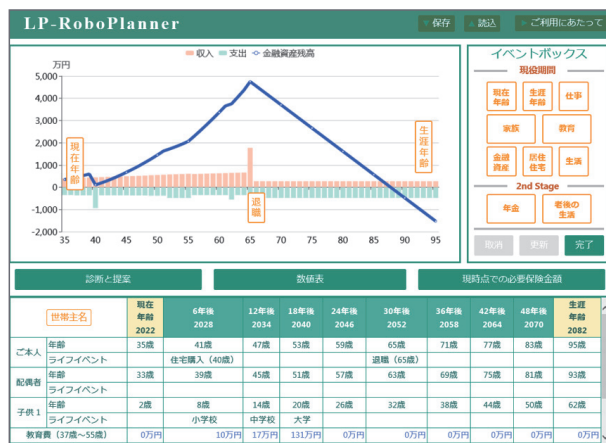 LP-RoboPlanner
保存 読込 ご利用にあたって
収入 支出 金融資産残高
万円
5,000
4,000
3,000
2,000
1,000
0
-1,000
-2,000
35 40 45 50 55 60 65 70 75 80 85 90 95
現在年齢
退職
生涯年齢
イベントボックス
現役期間
現在年齢 生涯年齢 仕事
家族 教育
金融資産 居住住宅 生活
2nd Stage
年金 老後の生活
取消 更新 完了
診断と提案 数値表 現時点での必要保険金額
世帯主名 現在年齢 2022 6年後 2028 12年後 2034 18年後 2040 24年後 2046 30年後 2052 36年後 2058 42年後 2064 48年後 2070 生涯年齢 2082
ご本人 年齢 35歳 41歳 47歳 53歳 59歳 65歳 71歳 77歳 83歳 95歳
ライフイベント 住宅購入(40歳) 退職(65歳)
配偶者 年齢 33歳 39歳 45歳 51歳 57歳 63歳 69歳 75歳 81歳 93歳
ライフイベント
子供1 年齢 2歳 8歳 14歳 20歳 26歳 32歳 38歳 44歳 50歳 62歳
ライフイベント 小学校 中学校 大学
教育費(37歳~55歳) 0万円 10万円 17万円 131万円 0万円 0万円 0万円 0万円 0万円 0万円